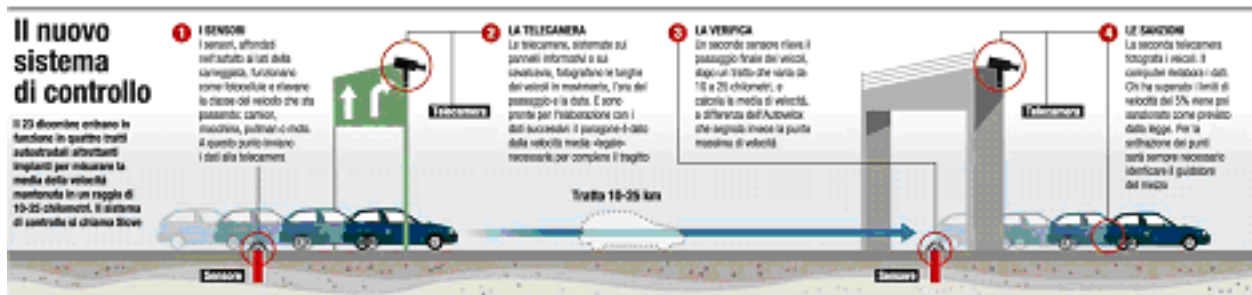 Il nuovo
sistema
di controllo
Il 23 dicembre entrano in
funzione in quattro tratti
autostradali altrettanti
impianti per misurare la
media della velocità
mantenuta in un raggio di
10-25 chilometri. Il sistema
di controllo si chiama Sicve
1
I SENSORI
I sensori, affondati
nell'asfalto ai lati della
carreggiata, funzionano
come fotocellule e rilevano
la classe del veicolo che sta
passando: camion,
macchina, pullman o moto.
A questo punto inviano
i dati alla telecamera
2
LA TELECAMERA
Le telecamere, sistemate sui
pannelli informativi o sui
cavalcavia, fotografano le targhe
dei veicoli in movimento, l'ora del
passaggio e la data. E sono
pronte per l'elaborazione con i
dati successivi: il paragone è dato
dalla velocità media «legale»
necessaria per compiere il tragitto
3
LA VERIFICA
Un secondo sensore rileva il
passaggio finale dei veicoli,
dopo un tratto che varia da
10 a 25 chilometri, e
calcola la media di velocità,
a differenza dell'Autovelox
che segnala invece la punta
massima di velocità
4
LE SANZIONI
La seconda telecamera
fotografa i veicoli. Il
computer rielabora i dati.
Chi ha superato i limiti di
velocità del 5% viene poi
sanzionato come previsto
dalla legge. Per la
sottrazione dei punti
sarà sempre necessario
identificare il guidatore
del mezzo
Telecamera
Telecamera
Tratta 10-25 km
Sensore
Sensore